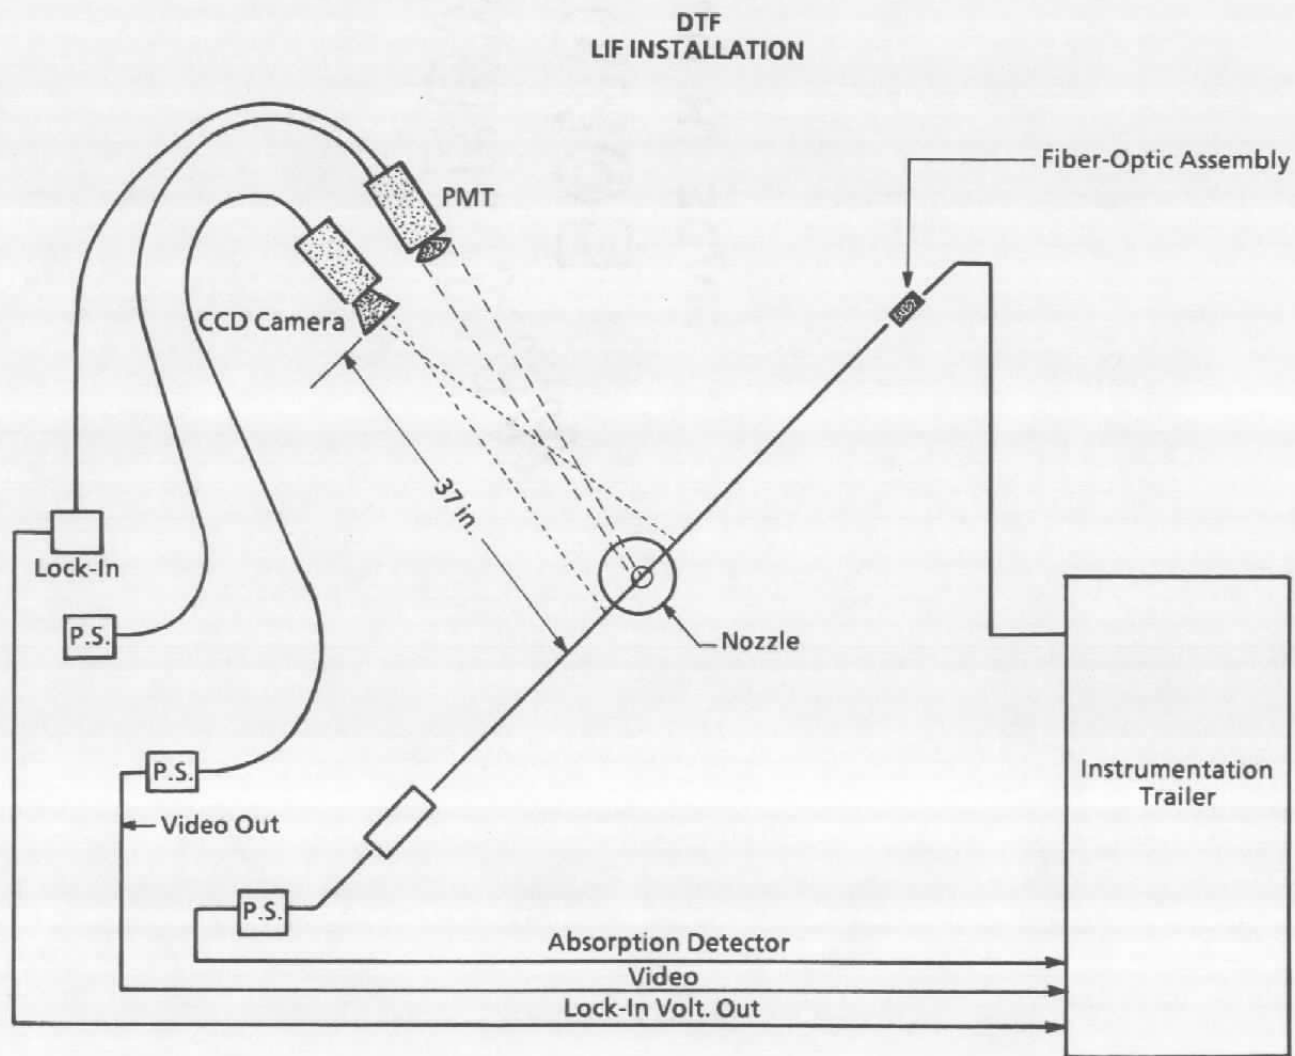 DTF
LIF INSTALLATION
Fiber-Optic Assembly
PMT
CCD Camera
37 in
Lock-In
P.S.
Nozzle
P.S.
Instrumentation
Trailer
Video Out
P.S.
Absorption Detector
Video
Lock-In Volt. Out